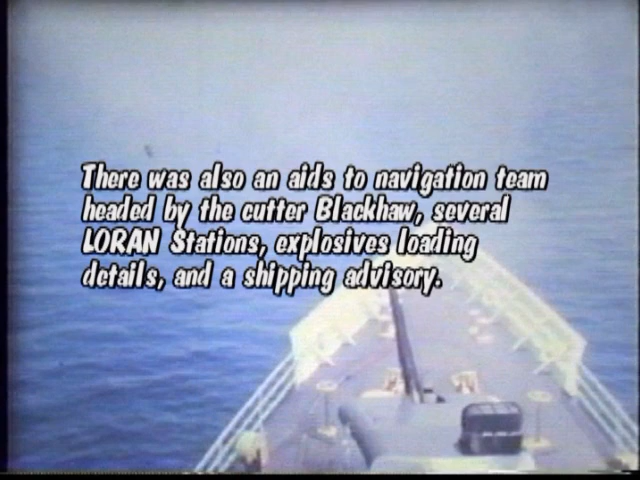 There was also an aids to navigation team
headed by the cutter Blackhaw, several
LORAN Stations, explosives loading
details, and a shipping advisory.